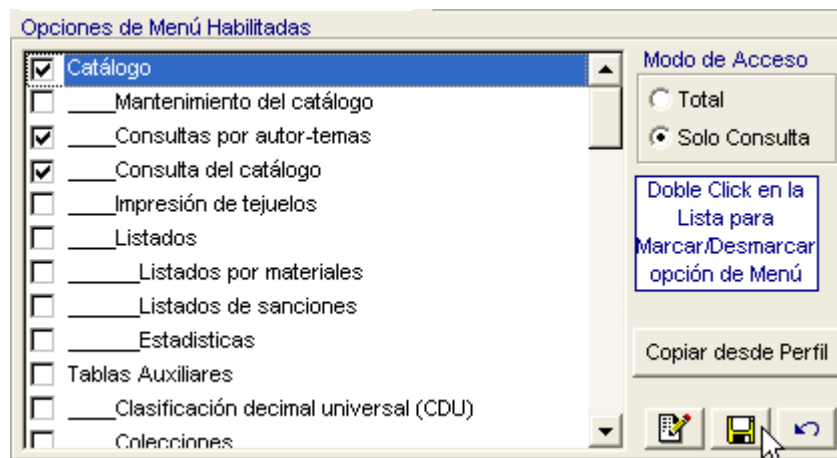 Opciones de Menú Habilitadas
Catálogo
____Mantenimiento del catálogo
____Consultas por autor-temas
____Consulta del catálogo
____Impresión de tejuelos
____Listados
______Listados por materiales
______Listados de sanciones
______Estadisticas
Tablas Auxiliares
____Clasificación decimal universal (CDU)
____Colecciones
Modo de Acceso
Total
Solo Consulta
Doble Click en la
Lista para
Marcar/Desmarcar
opción de Menú
Copiar desde Perfil